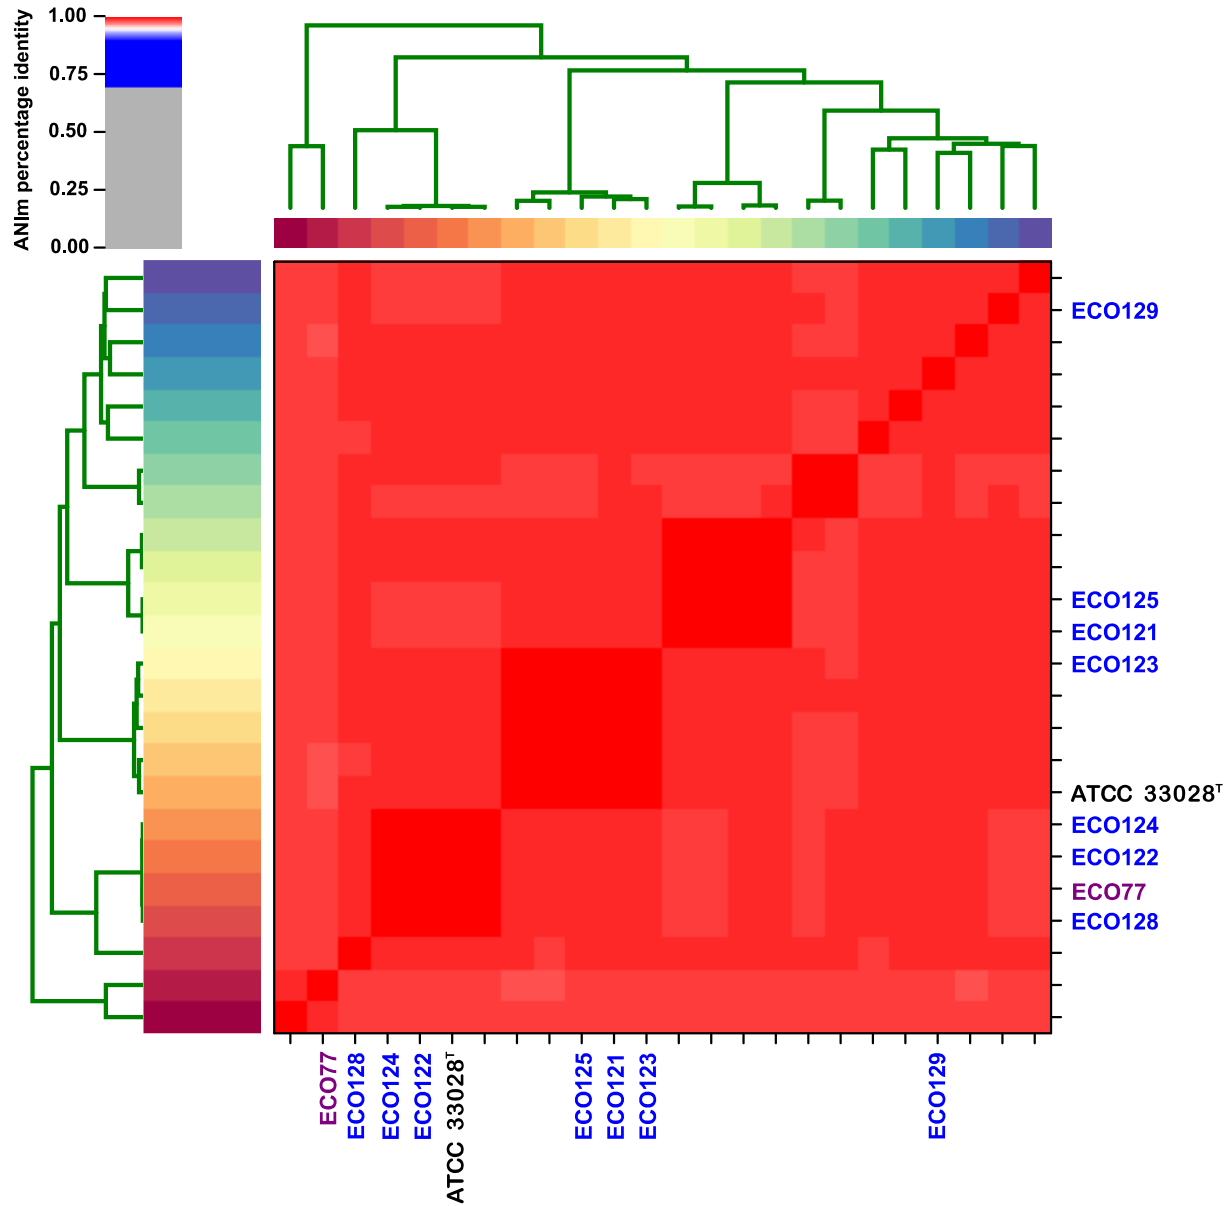 ANIm percentage identity
1.00
0.75
0.50
0.25
0.00
ECO129
ECO125
ECO121
ECO123
ATCC 33028ᵀ
ECO124
ECO122
ECO77
ECO128
ECO77
ECO128
ECO124
ECO122
ATCC 33028ᵀ
ECO125
ECO121
ECO123
ECO129